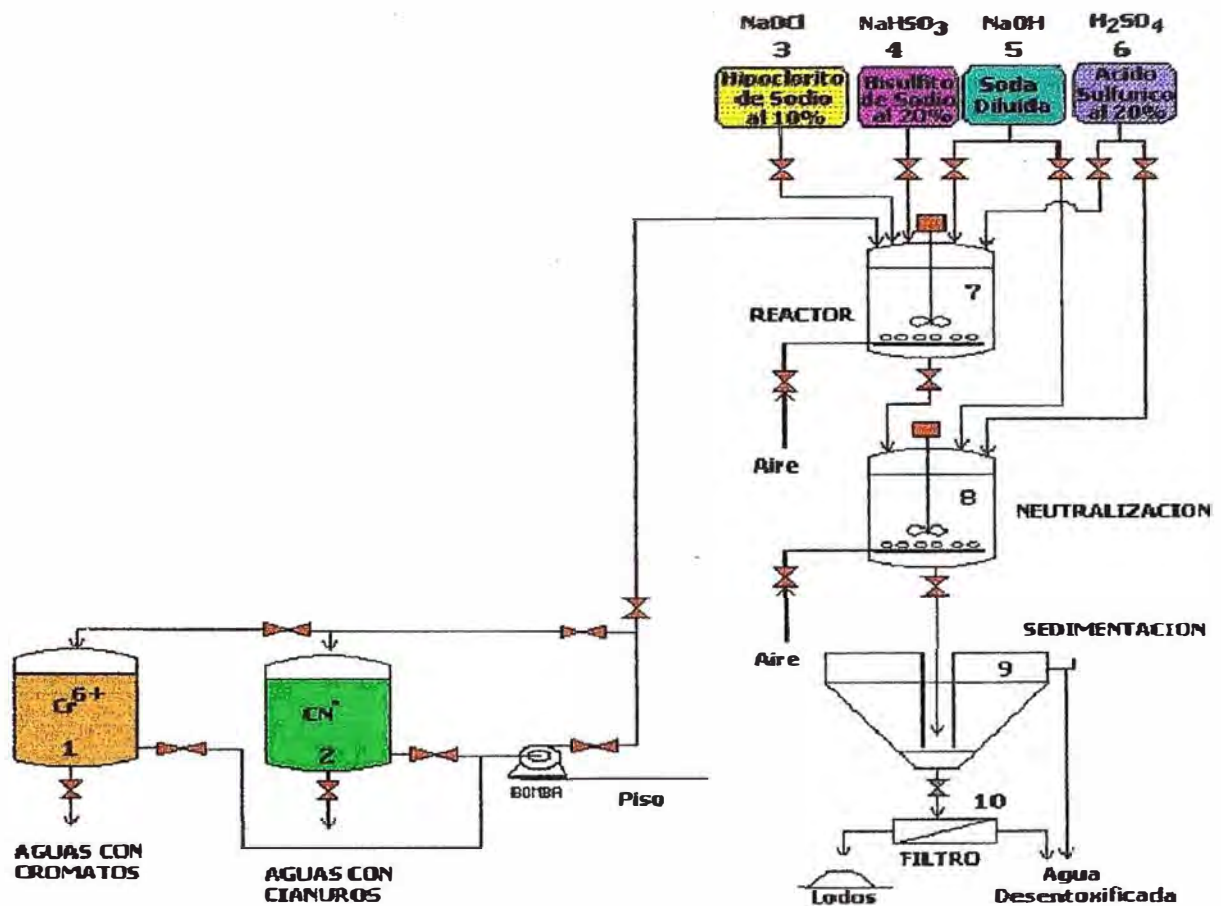 NaOCl
3
NaHSO3
4
NaOH
5
H2SO4
6
Hipoclorito
de Sodio
al 10%
Bisulfito
de Sodio
al 20%
Soda
Diluida
Acido
Sulfurico
al 20%
7
REACTOR
Aire
8
NEUTRALIZACION
Aire
SEDIMENTACION
9
Cr6+
1
CN-
2
BOMBA
Piso
10
FILTRO
AGUAS CON
CROMATOS
AGUAS CON
CIANUROS
Lodos
Agua
Desentoxificada